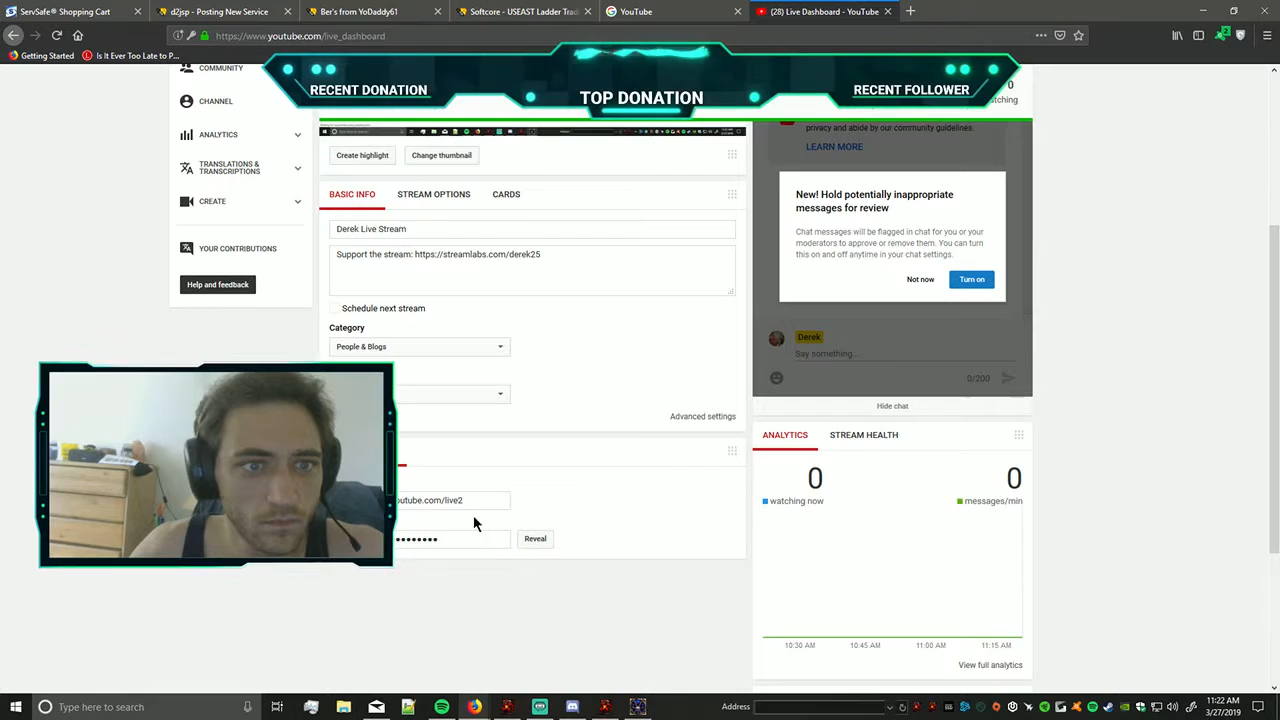 ServSafe® Shopping Cart
d2jsp - Posting New Service
Ber's from YoDaddy61
Softcore - USEAST Ladder Trad
YouTube
(28) Live Dashboard - YouTube
https://www.youtube.com/live_dashboard
Getting Started
Is It Ever Too Late to P...
COMMUNITY
CHANNEL
ANALYTICS
TRANSLATIONS &
TRANSCRIPTIONS
CREATE
YOUR CONTRIBUTIONS
Help and feedback
RECENT DONATION
TOP DONATION
RECENT FOLLOWER
0
Create highlight
Change thumbnail
BASIC INFO
STREAM OPTIONS
CARDS
Derek Live Stream
Support the stream: https://streamlabs.com/derek25
Schedule next stream
Category
People & Blogs
Advanced settings
outube.com/live2
Reveal
privacy and abide by our community guidelines.
LEARN MORE
New! Hold potentially inappropriate
messages for review
Chat messages will be flagged in chat for you or your
moderators to approve or remove them. You can turn
this on and off anytime in your chat settings.
Not now
Turn on
Derek
Say something...
0/200
Hide chat
ANALYTICS
STREAM HEALTH
0
0
watching now
messages/min
10:30 AM
10:45 AM
11:00 AM
11:15 AM
View full analytics
Type here to search
Address
11:22 AM
3/27/2019